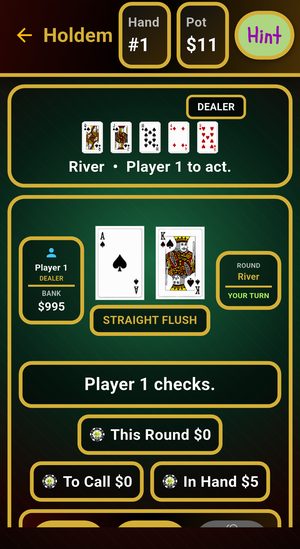 Holdem
Hand
#1
Pot
$11
Hint
DEALER
River • Player 1 to act.
Player 1
DEALER
BANK
$995
A
K
K
ROUND
River
YOUR TURN
STRAIGHT FLUSH
Player 1 checks.
This Round $0
To Call $0
In Hand $5